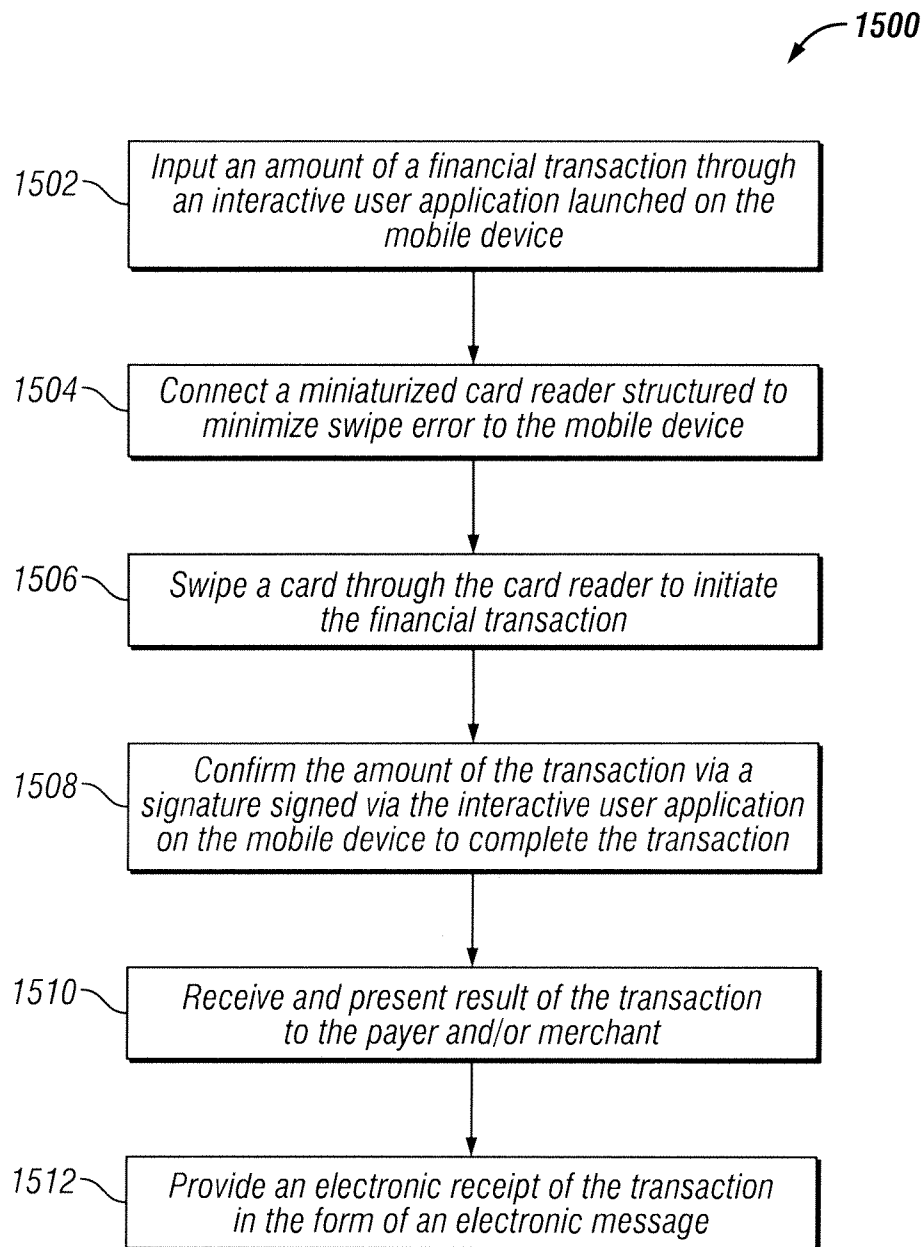 1500
1502
Input an amount of a financial transaction through
an interactive user application launched on the
mobile device
1504
Connect a miniaturized card reader structured to
minimize swipe error to the mobile device
1506
Swipe a card through the card reader to initiate
the financial transaction
1508
Confirm the amount of the transaction via a
signature signed via the interactive user application
on the mobile device to complete the transaction
1510
Receive and present result of the transaction
to the payer and/or merchant
1512
Provide an electronic receipt of the transaction
in the form of an electronic message